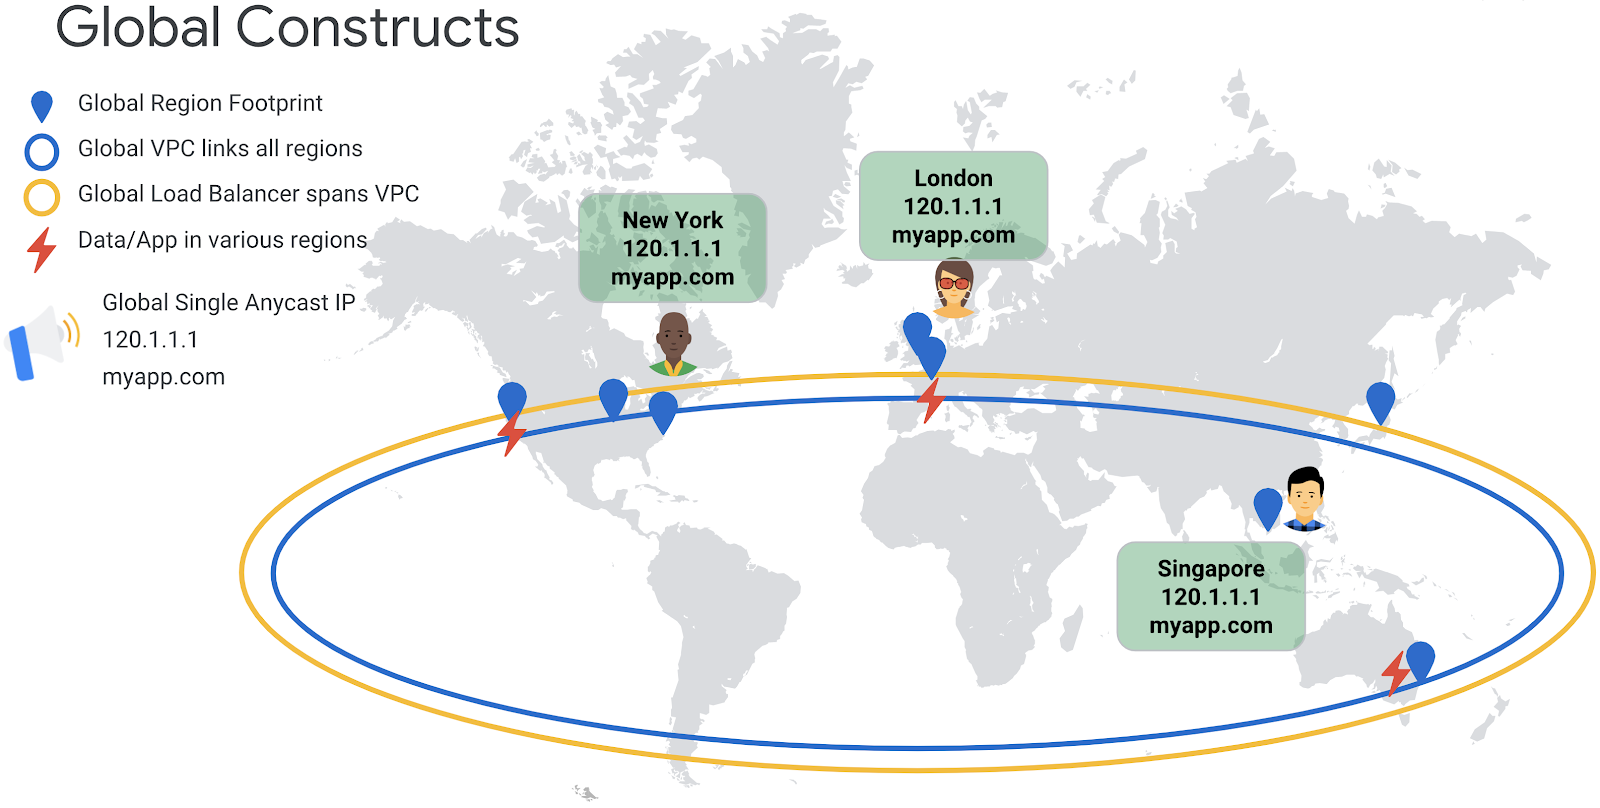 Global Constructs
Global Region Footprint
Global VPC links all regions
Global Load Balancer spans VPC
Data/App in various regions
Global Single Anycast IP
120.1.1.1
myapp.com
New York
120.1.1.1
myapp.com
London
120.1.1.1
myapp.com
Singapore
120.1.1.1
myapp.com